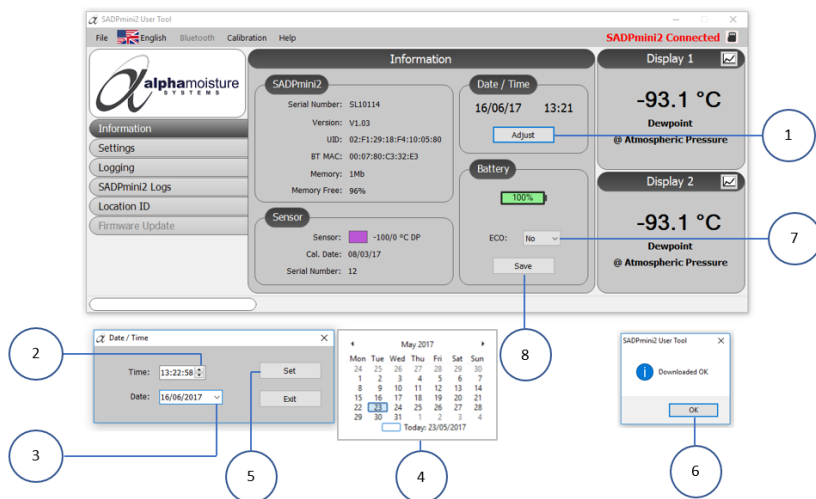 SADPmini2 User Tool
File English Bluetooth Calibration Help SADPmini2 Connected
alphamoisture
SYSTEMS
Information
Settings
Logging
SADPmini2 Logs
Location ID
Firmware Update
Information
SADPmini2
Serial Number: SL10114
Version: V1.03
UID: 02:F1:29:18:F4:10:05:80
BT MAC: 00:07:80:C3:32:E3
Memory: 1Mb
Memory Free: 96%
Sensor
Sensor: -100/0 °C DP
Cal. Date: 08/03/17
Serial Number: 12
Date / Time
16/06/17 13:21
Adjust
Battery
100%
ECO: No
Save
Display 1
-93.1 °C
Dewpoint
@ Atmospheric Pressure
Display 2
-93.1 °C
Dewpoint
@ Atmospheric Pressure
1
7
8
2
Date / Time
Time: 13:22:58
Set
Date: 16/06/2017
Exit
3
5
May 2017
Mon Tue Wed Thu Fri Sat Sun
24 25 26 27 28 29 30
1 2 3 4 5 6 7
8 9 10 11 12 13 14
15 16 17 18 19 20 21
22 23 24 25 26 27 28
29 30 31 1 2 3 4
Today: 23/05/2017
4
SADPmini2 User Tool
Downloaded OK
OK
6